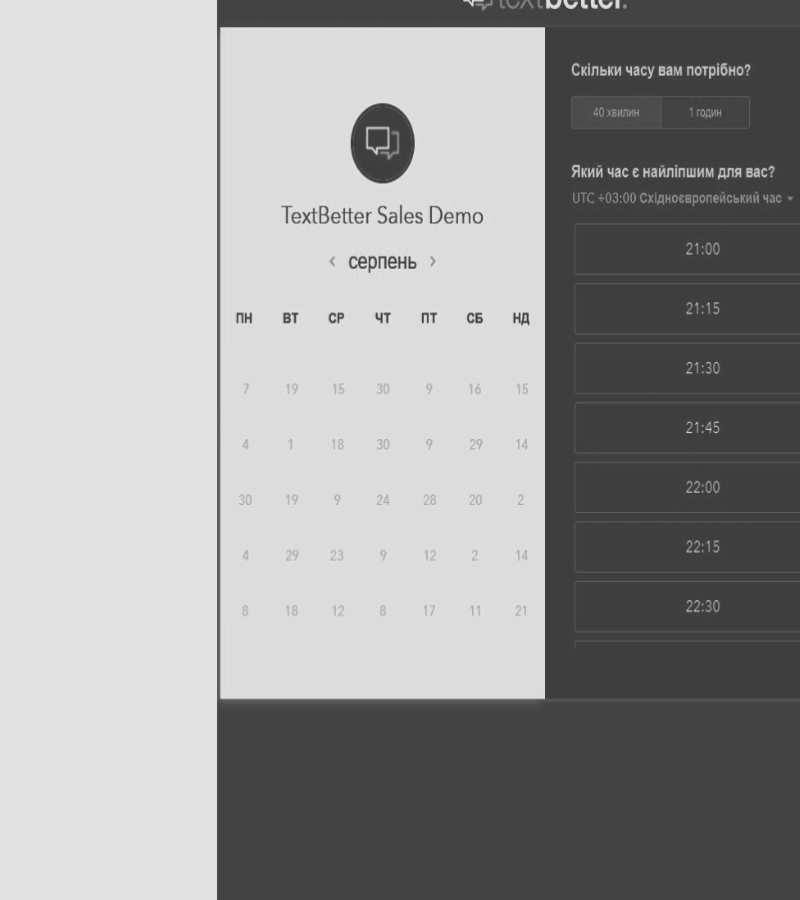 textbetter.
TextBetter Sales Demo
‹ серпень ›
ПН ВТ СР ЧТ ПТ СБ НД
7 19 15 30 9 16 15
4 1 18 30 9 29 14
30 19 9 24 28 20 2
4 29 23 9 12 2 14
8 18 12 8 17 11 21
Скільки часу вам потрібно?
40 хвилин 1 годин
Який час є найліпшим для вас?
UTC +03:00 Східноєвропейський час
21:00
21:15
21:30
21:45
22:00
22:15
22:30